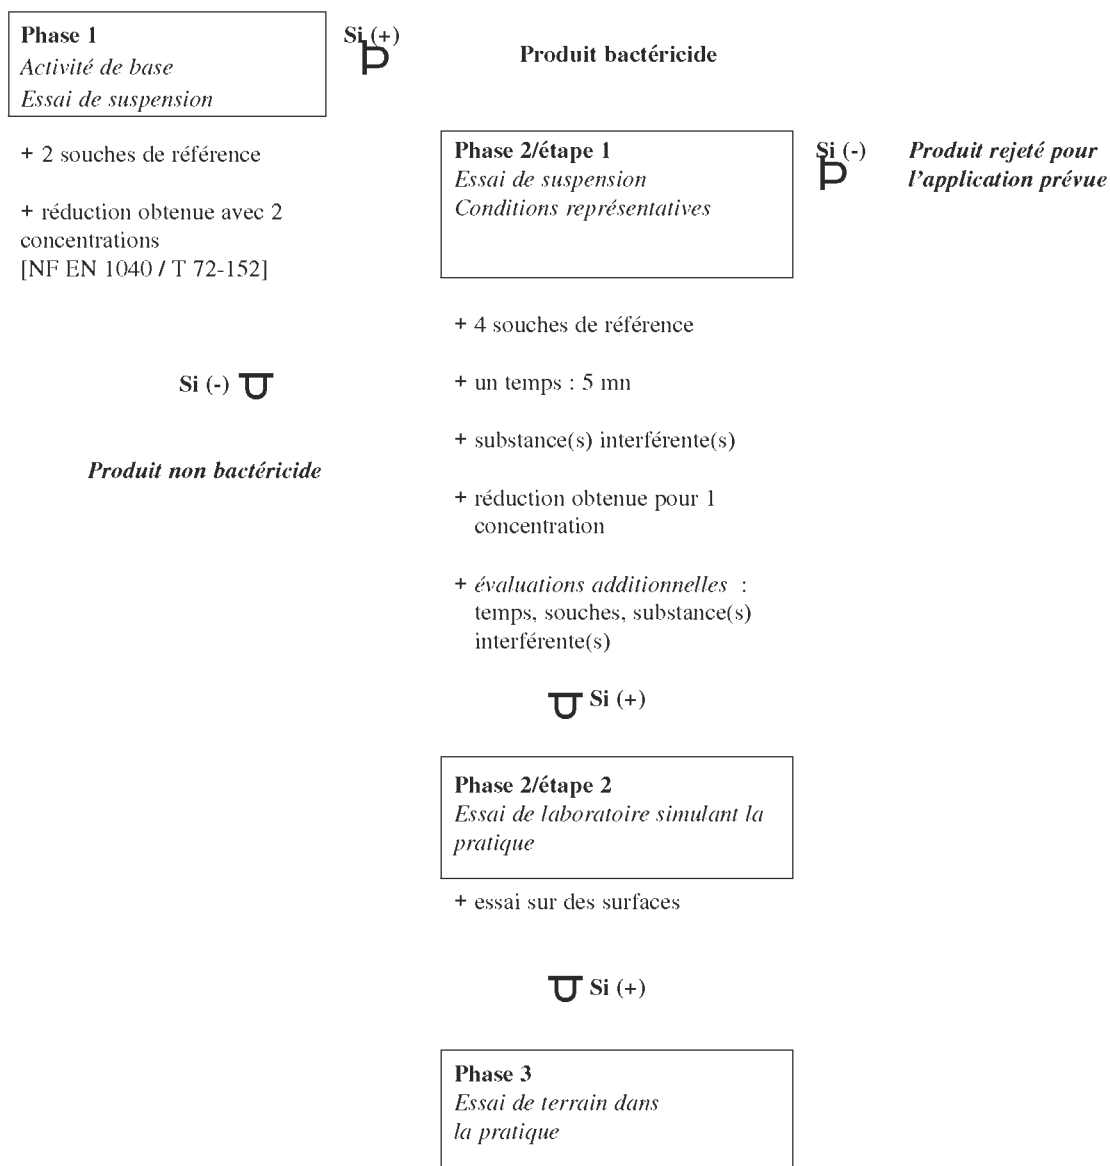 Phase 1
Activité de base
Essai de suspension
Si (+)
Produit bactéricide
+ 2 souches de référence
+ réduction obtenue avec 2
concentrations
[NF EN 1040 / T 72-152]
Si (-)
Produit non bactéricide
Phase 2/étape 1
Essai de suspension
Conditions représentatives
Si (-)
Produit rejeté pour
l'application prévue
+ 4 souches de référence
+ un temps : 5 mn
+ substance(s) interférente(s)
+ réduction obtenue pour 1
concentration
+ évaluations additionnelles :
temps, souches, substance(s)
interférente(s)
Si (+)
Phase 2/étape 2
Essai de laboratoire simulant la
pratique
+ essai sur des surfaces
Si (+)
Phase 3
Essai de terrain dans
la pratique